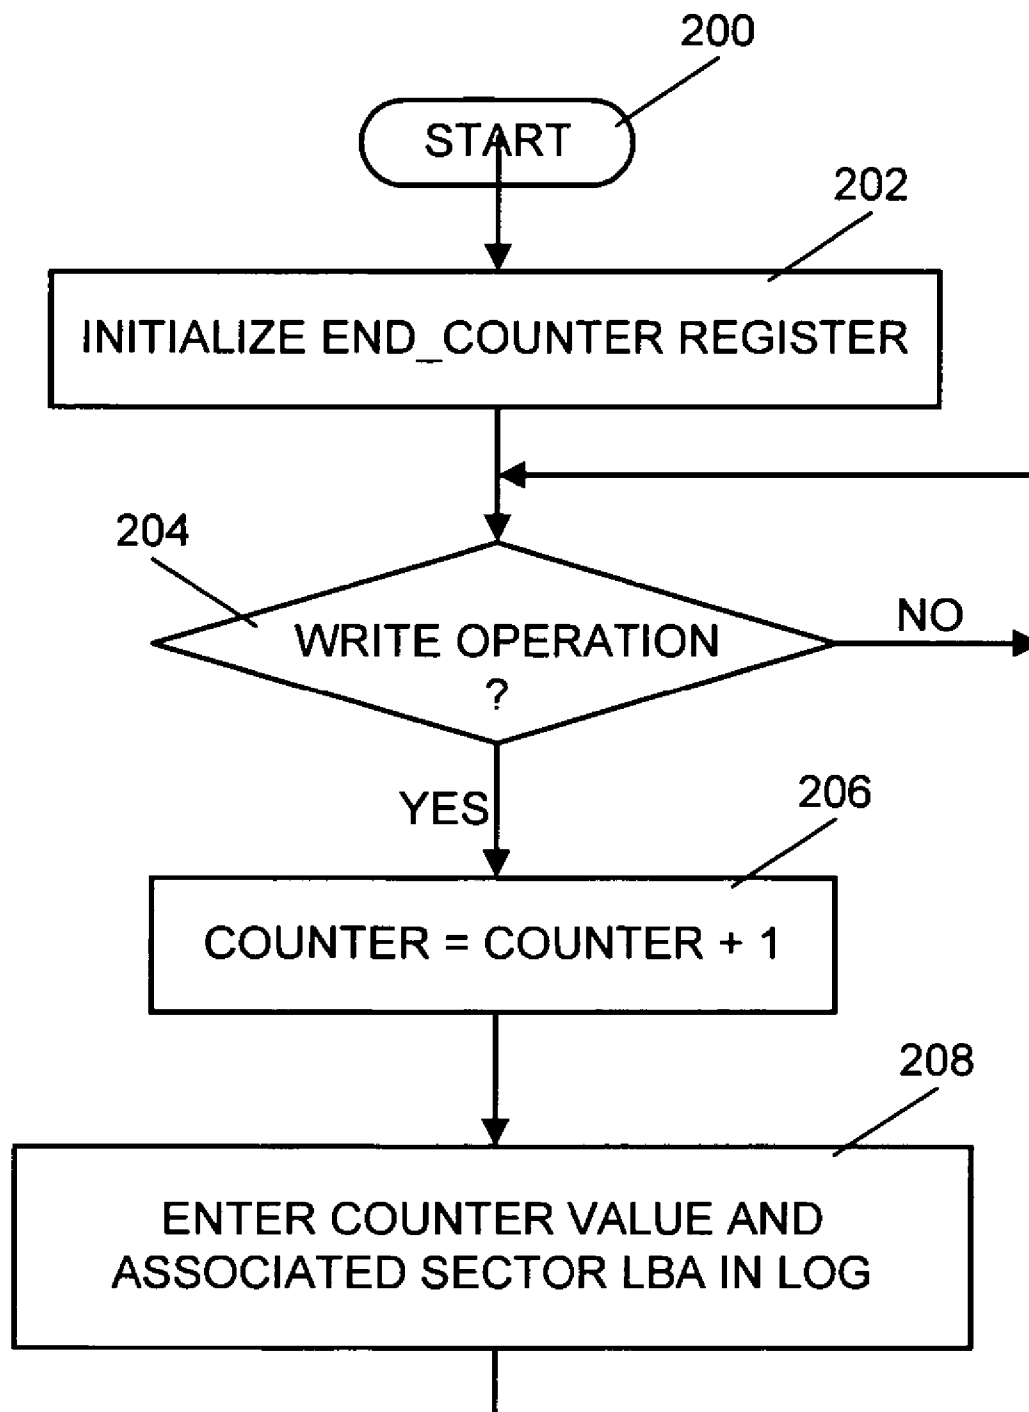 200
START
202
INITIALIZE END_COUNTER REGISTER
204
WRITE OPERATION
?
NO
YES
206
COUNTER = COUNTER + 1
208
ENTER COUNTER VALUE AND
ASSOCIATED SECTOR LBA IN LOG